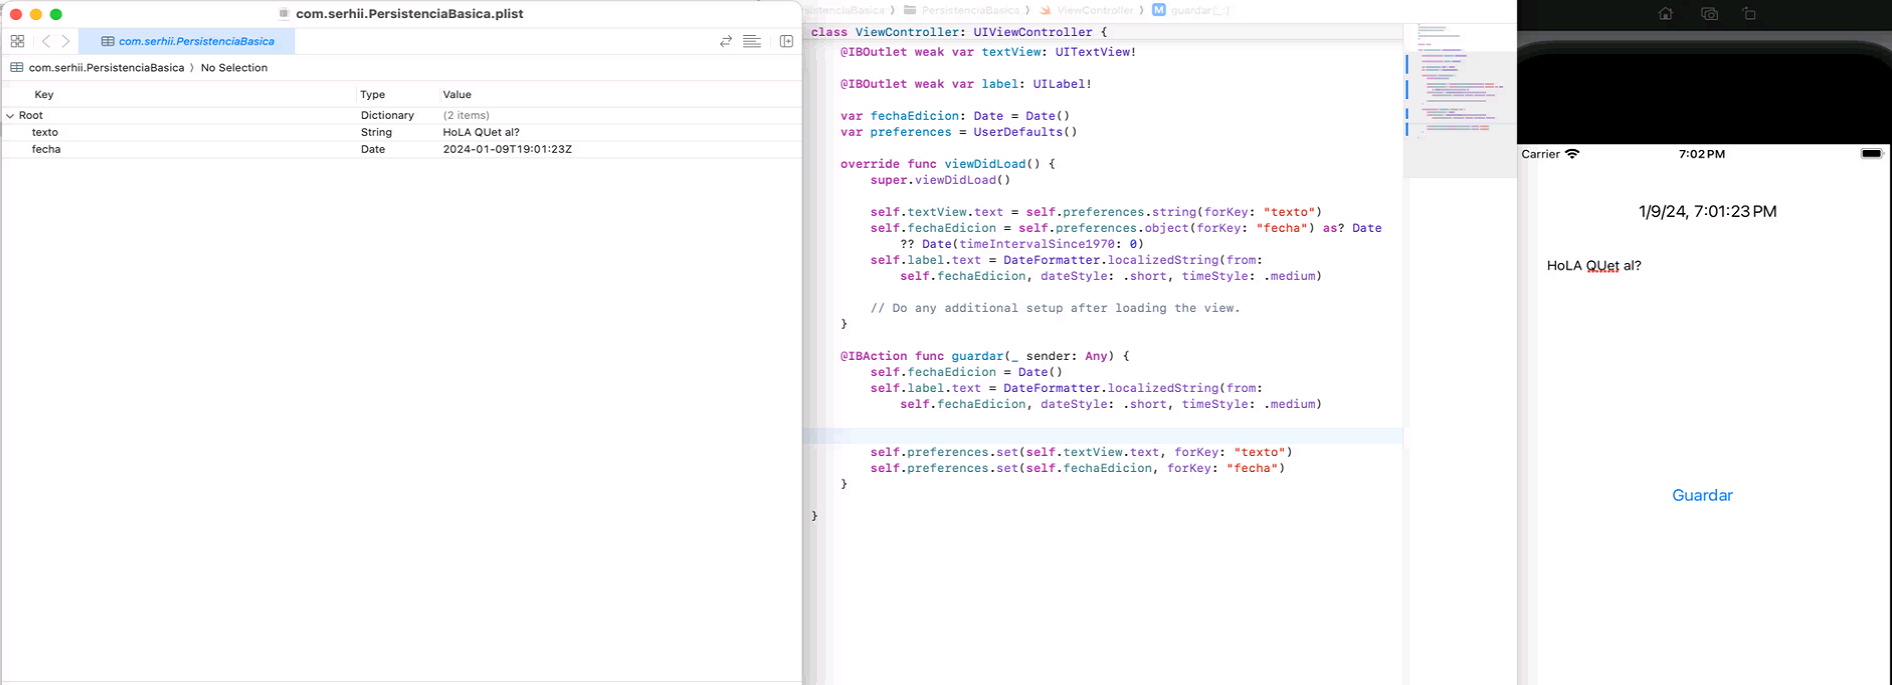 com.serhii.PersistenciaBasica.plist
com.serhii.PersistenciaBasica
com.serhii.PersistenciaBasica 〉 No Selection
Key Type Value
Root Dictionary (2 items)
texto String HoLA QUet al?
fecha Date 2024-01-09T19:01:23Z
sistenciaBasica 〉 PersistenciaBasica 〉 ViewController 〉 M guardar(_:)
class ViewController: UIViewController {
@IBOutlet weak var textView: UITextView!
@IBOutlet weak var label: UILabel!
var fechaEdicion: Date = Date()
var preferences = UserDefaults()
override func viewDidLoad() {
super.viewDidLoad()
self.textView.text = self.preferences.string(forKey: "texto")
self.fechaEdicion = self.preferences.object(forKey: "fecha") as? Date
?? Date(timeIntervalSince1970: 0)
self.label.text = DateFormatter.localizedString(from:
self.fechaEdicion, dateStyle: .short, timeStyle: .medium)
// Do any additional setup after loading the view.
}
@IBAction func guardar(_ sender: Any) {
self.fechaEdicion = Date()
self.label.text = DateFormatter.localizedString(from:
self.fechaEdicion, dateStyle: .short, timeStyle: .medium)
self.preferences.set(self.textView.text, forKey: "texto")
self.preferences.set(self.fechaEdicion, forKey: "fecha")
}
}
Carrier 7:02 PM
1/9/24, 7:01:23 PM
HoLA QUet al?
Guardar